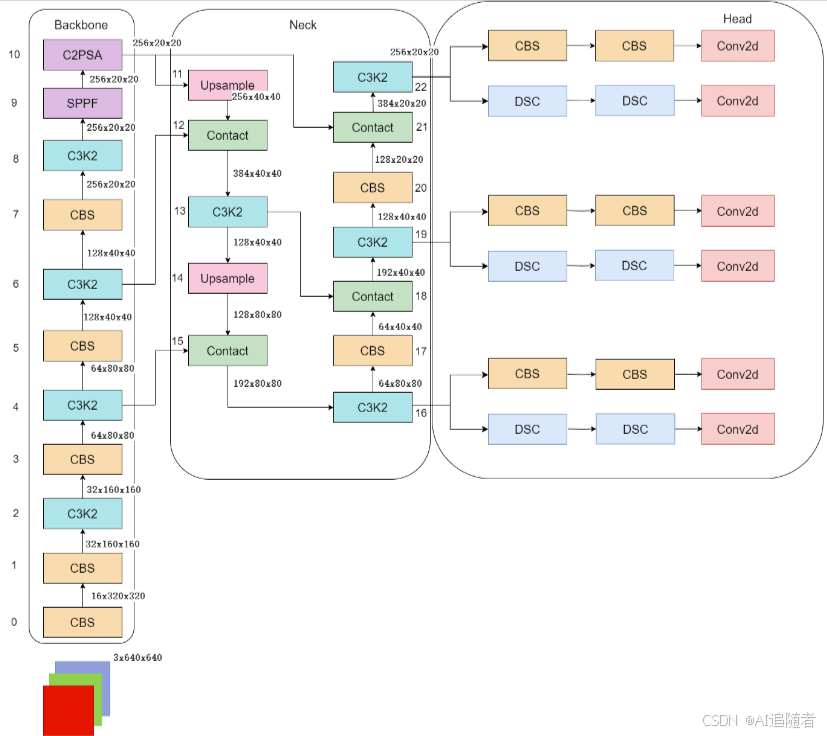 Backbone
10
C2PSA
256x20x20
9
SPPF
256x20x20
8
C3K2
256x20x20
7
CBS
128x40x40
6
C3K2
128x40x40
5
CBS
64x80x80
4
C3K2
64x80x80
3
CBS
32x160x160
2
C3K2
32x160x160
1
CBS
16x320x320
0
CBS
3x640x640
Neck
256x20x20
11
Upsample
256x40x40
12
Contact
384x40x40
13
C3K2
128x40x40
14
Upsample
128x80x80
15
Contact
192x80x80
256x20x20
C3K2
22
384x20x20
Contact
21
128x20x20
CBS
20
128x40x40
C3K2
19
192x40x40
Contact
18
64x40x40
CBS
17
64x80x80
C3K2
16
Head
CBS CBS Conv2d
DSC DSC Conv2d
CBS CBS Conv2d
DSC DSC Conv2d
CBS CBS Conv2d
DSC DSC Conv2d
CSDN @AI追随者